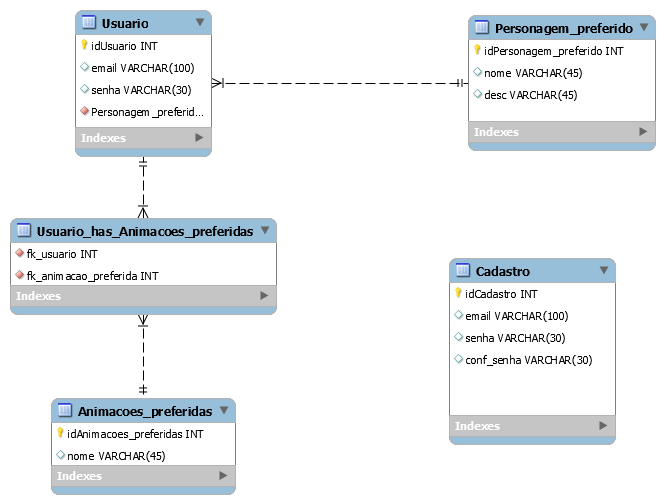 Usuario
idUsuario INT
email VARCHAR(100)
senha VARCHAR(30)
Personagem_preferid...
Indexes
Personagem_preferido
idPersonagem_preferido INT
nome VARCHAR(45)
desc VARCHAR(45)
Indexes
Usuario_has_Animacoes_preferidas
fk_usuario INT
fk_animacao_preferida INT
Indexes
Cadastro
idCadastro INT
email VARCHAR(100)
senha VARCHAR(30)
conf_senha VARCHAR(30)
Indexes
Animacoes_preferidas
idAnimacoes_preferidas INT
nome VARCHAR(45)
Indexes